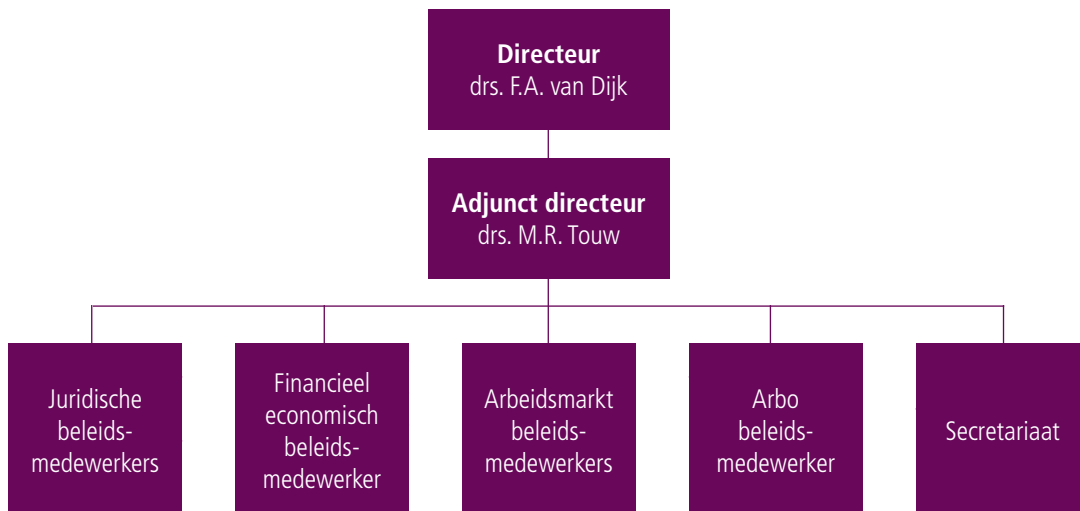 Directeur
drs. F.A. van Dijk
Adjunct directeur
drs. M.R. Touw
Juridische
beleids-
medewerkers
Financieel
economisch
beleids-
medewerker
Arbeidsmarkt
beleids-
medewerkers
Arbo
beleids-
medewerker
Secretariaat